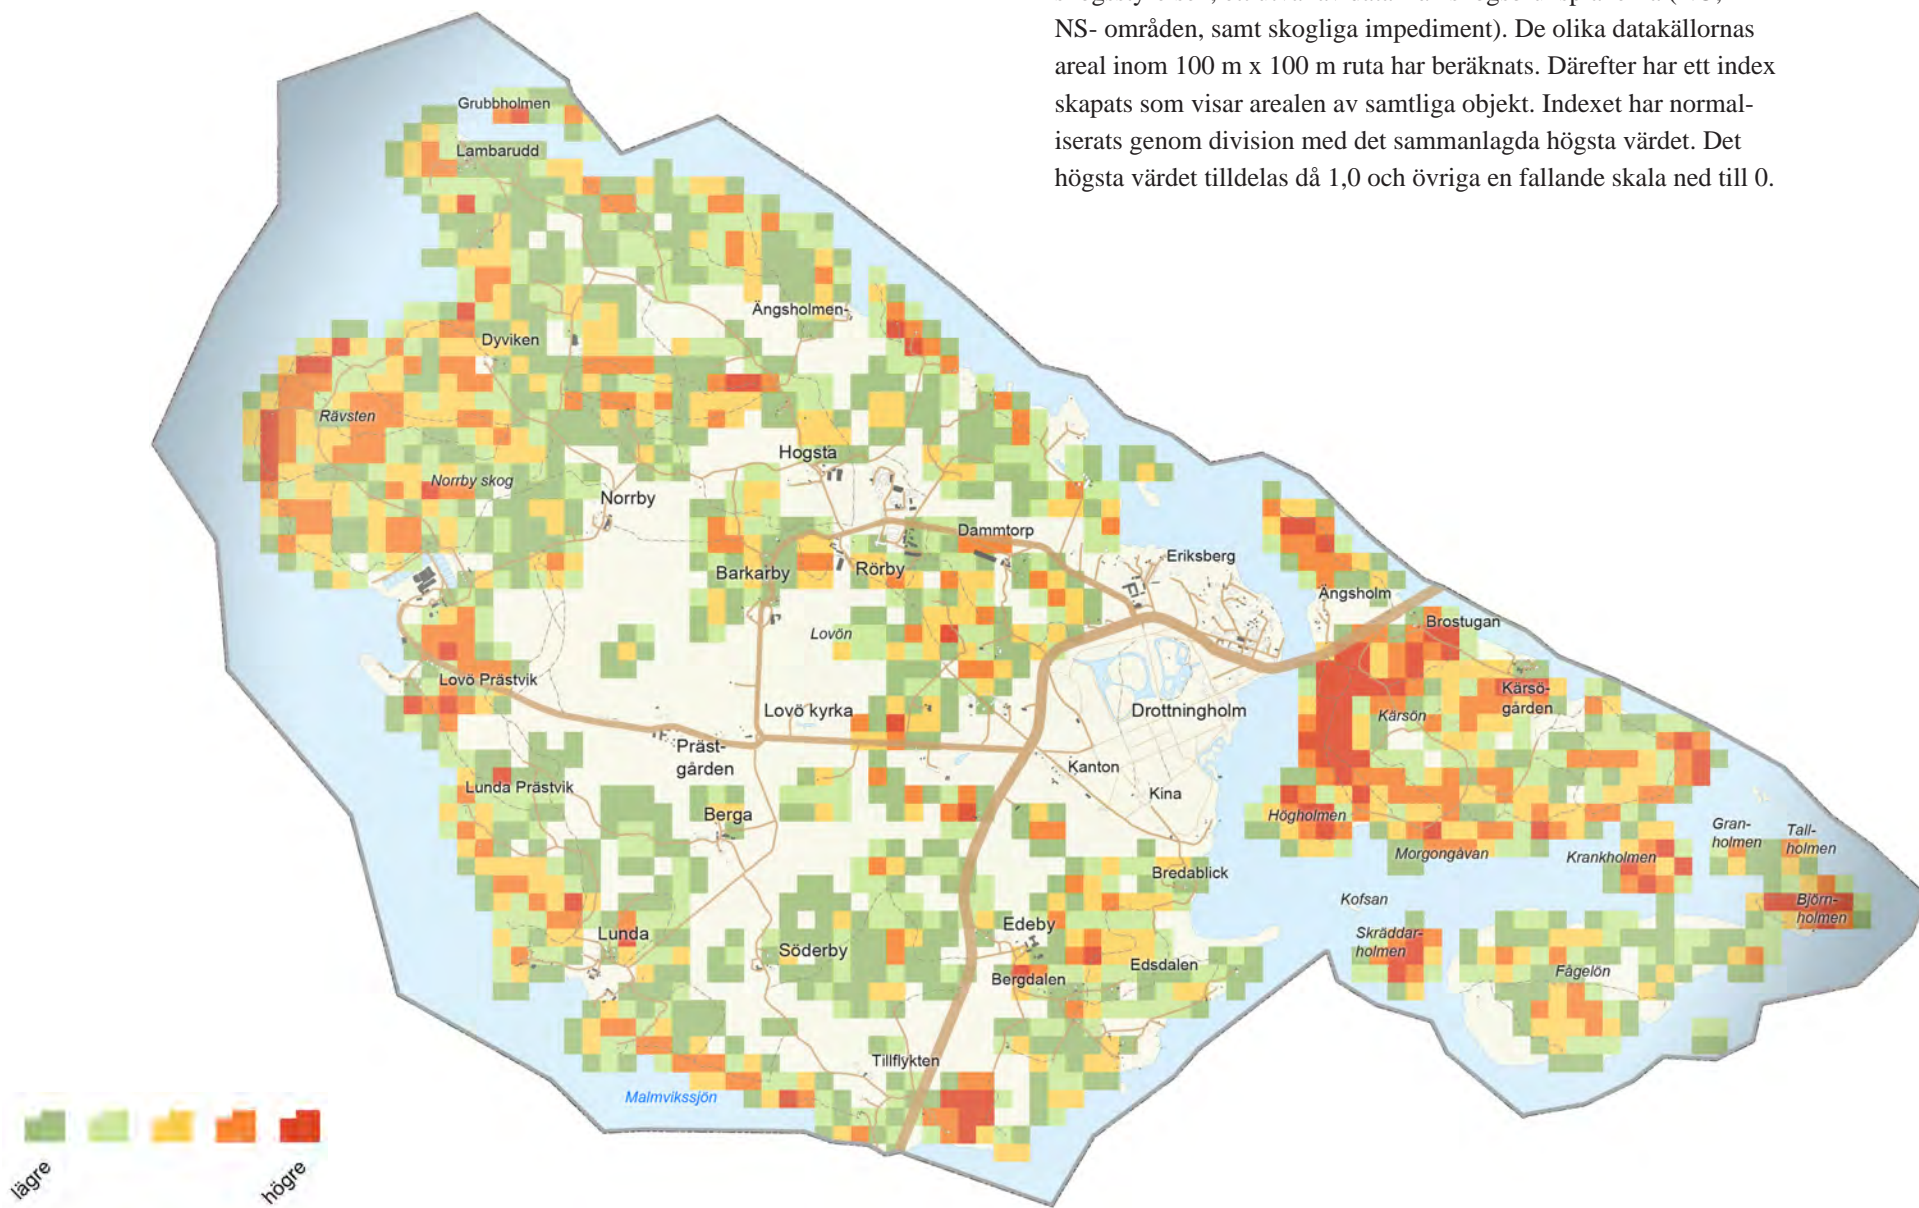 NS- områden, samt skogliga impediment). De olika datakällornas
areal inom 100 m x 100 m ruta har beräknats. Därefter har ett index
skapats som visar arealen av samtliga objekt. Indexet har normal-
iserats genom division med det sammanlagda högsta värdet. Det
högsta värdet tilldelas då 1,0 och övriga en fallande skala ned till 0.
Grubbholmen
Lambarudd
Ängsholmen
Dyviken
Rävsten
Hogsta
Norrby skog
Norrby
Dammtorp
Eriksberg
Barkarby
Rörby
Ängsholm
Brostugan
Lovön
Lovö Prästvik
Kärsö-
gården
Lovö kyrka
Drottningholm
Kärsön
Präst-
gården
Kanton
Lunda Prästvik
Kina
Berga
Högholmen
Gran-
holmen
Tall-
holmen
Morgongåvan
Krankholmen
Bredablick
Kofsan
Björn-
holmen
Edeby
Lunda
Skräddar-
holmen
Söderby
Edsdalen
Bergdalen
Fågelön
Tillflykten
Malmvikssjön
lägre
högre